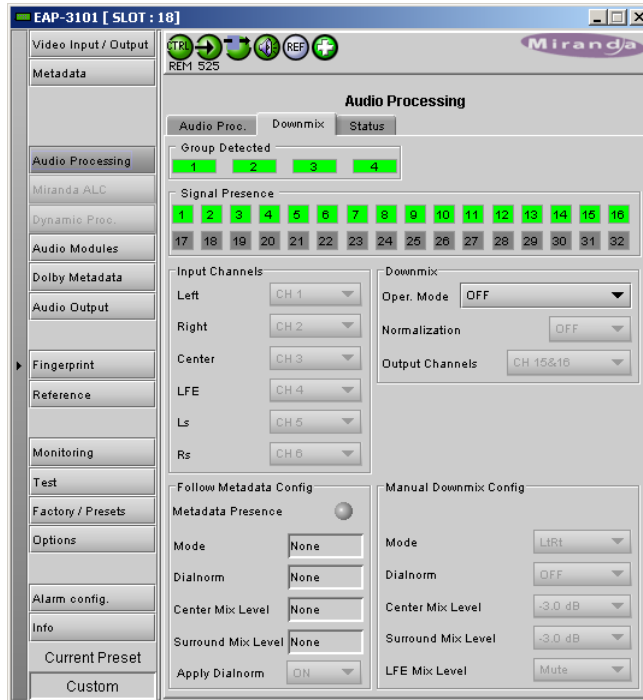 EAP-3101 [ SLOT : 18]
Video Input / Output
Metadata
Audio Processing
Miranda ALC
Dynamic Proc.
Audio Modules
Dolby Metadata
Audio Output
Fingerprint
Reference
Monitoring
Test
Factory / Presets
Options
Alarm config.
Info
Current Preset
Custom
CTRL
REF
REM 525
Miranda
Audio Processing
Audio Proc. Downmix Status
Group Detected
1 2 3 4
Signal Presence
1 2 3 4 5 6 7 8 9 10 11 12 13 14 15 16
17 18 19 20 21 22 23 24 25 26 27 28 29 30 31 32
Input Channels
Left CH 1
Right CH 2
Center CH 3
LFE CH 4
Ls CH 5
Rs CH 6
Downmix
Oper. Mode OFF
Normalization OFF
Output Channels CH 15&16
Follow Metadata Config
Metadata Presence
Mode None
Dialnorm None
Center Mix Level None
Surround Mix Level None
Apply Dialnorm ON
Manual Downmix Config
Mode LtRt
Dialnorm OFF
Center Mix Level -3.0 dB
Surround Mix Level -3.0 dB
LFE Mix Level Mute